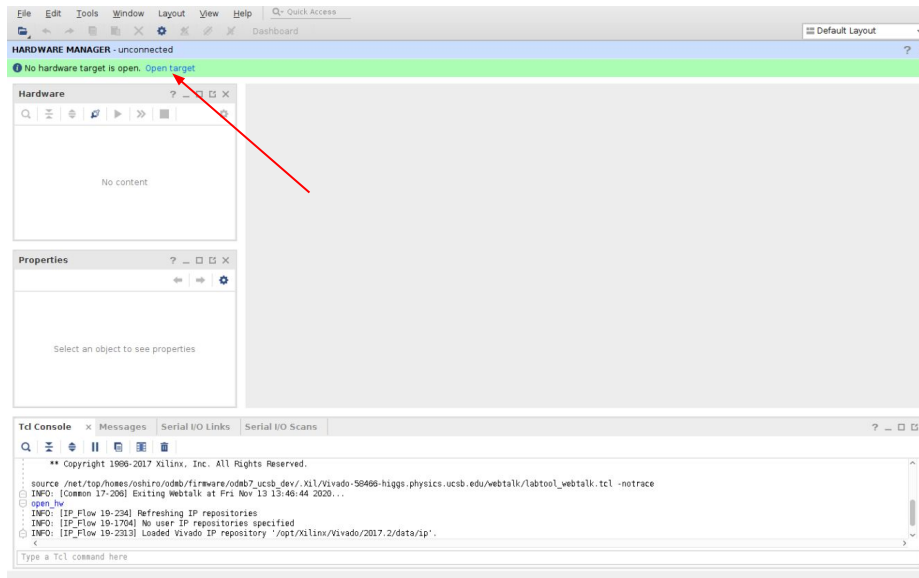 File Edit Tools Window Layout View Help Quick Access
Dashboard Default Layout
HARDWARE MANAGER - unconnected ?
No hardware target is open. Open target
Hardware ?
No content
Properties ?
Select an object to see properties
Tcl Console Messages Serial I/O Links Serial I/O Scans ?
** Copyright 1986-2017 Xilinx, Inc. All Rights Reserved.
source /net/top/homes/oshiro/odmb/firmware/odmb7_ucsb_dev/.Xil/Vivado-58466-higgs.physics.ucsb.edu/webtalk/labtool_webtalk.tcl -notrace
INFO: [Common 17-206] Exiting Webtalk at Fri Nov 13 13:46:44 2020...
open_hw
INFO: [IP_Flow 19-234] Refreshing IP repositories
INFO: [IP_Flow 19-1704] No user IP repositories specified
INFO: [IP_Flow 19-2313] Loaded Vivado IP repository '/opt/Xilinx/Vivado/2017.2/data/ip'.
Type a Tcl command here